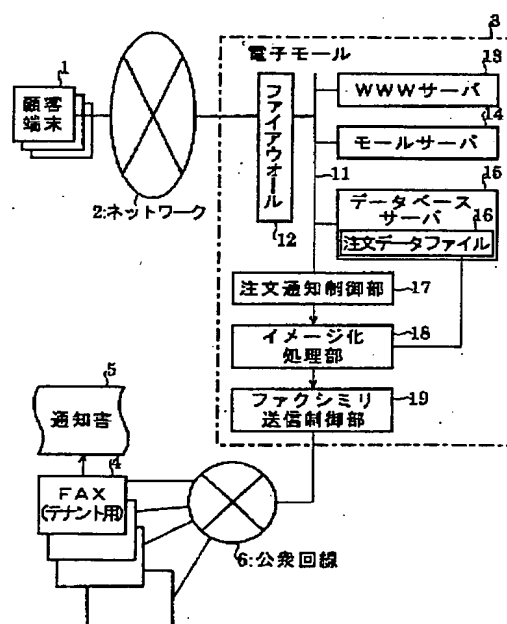 3
電子モール
1
顧客
端末
2:ネットワーク
ファイアウォール
12
11
13
WWWサーバ
14
モールサーバ
15
データベース
サーバ
16
注文データファイル
注文通知制御部
17
イメージ化
処理部
18
ファクシミリ
送信制御部
19
5
通知書
4
FAX
(テナント用)
6:公衆回線